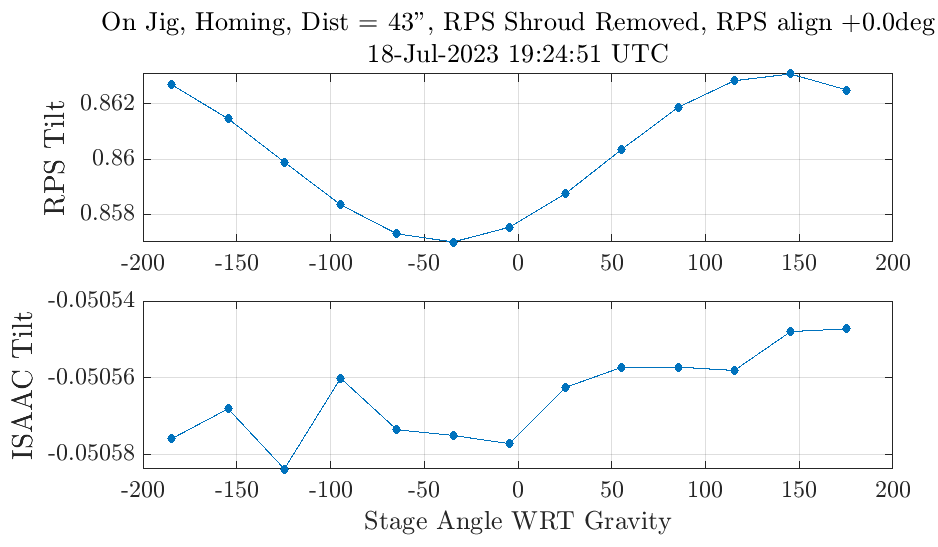 On Jig, Homing, Dist = 43”, RPS Shroud Removed, RPS align +0.0deg
18-Jul-2023 19:24:51 UTC
RPS Tilt
0.862
0.86
0.858
-200 -150 -100 -50 0 50 100 150 200
ISAAC Tilt
-0.05054
-0.05056
-0.05058
-200 -150 -100 -50 0 50 100 150 200
Stage Angle WRT Gravity